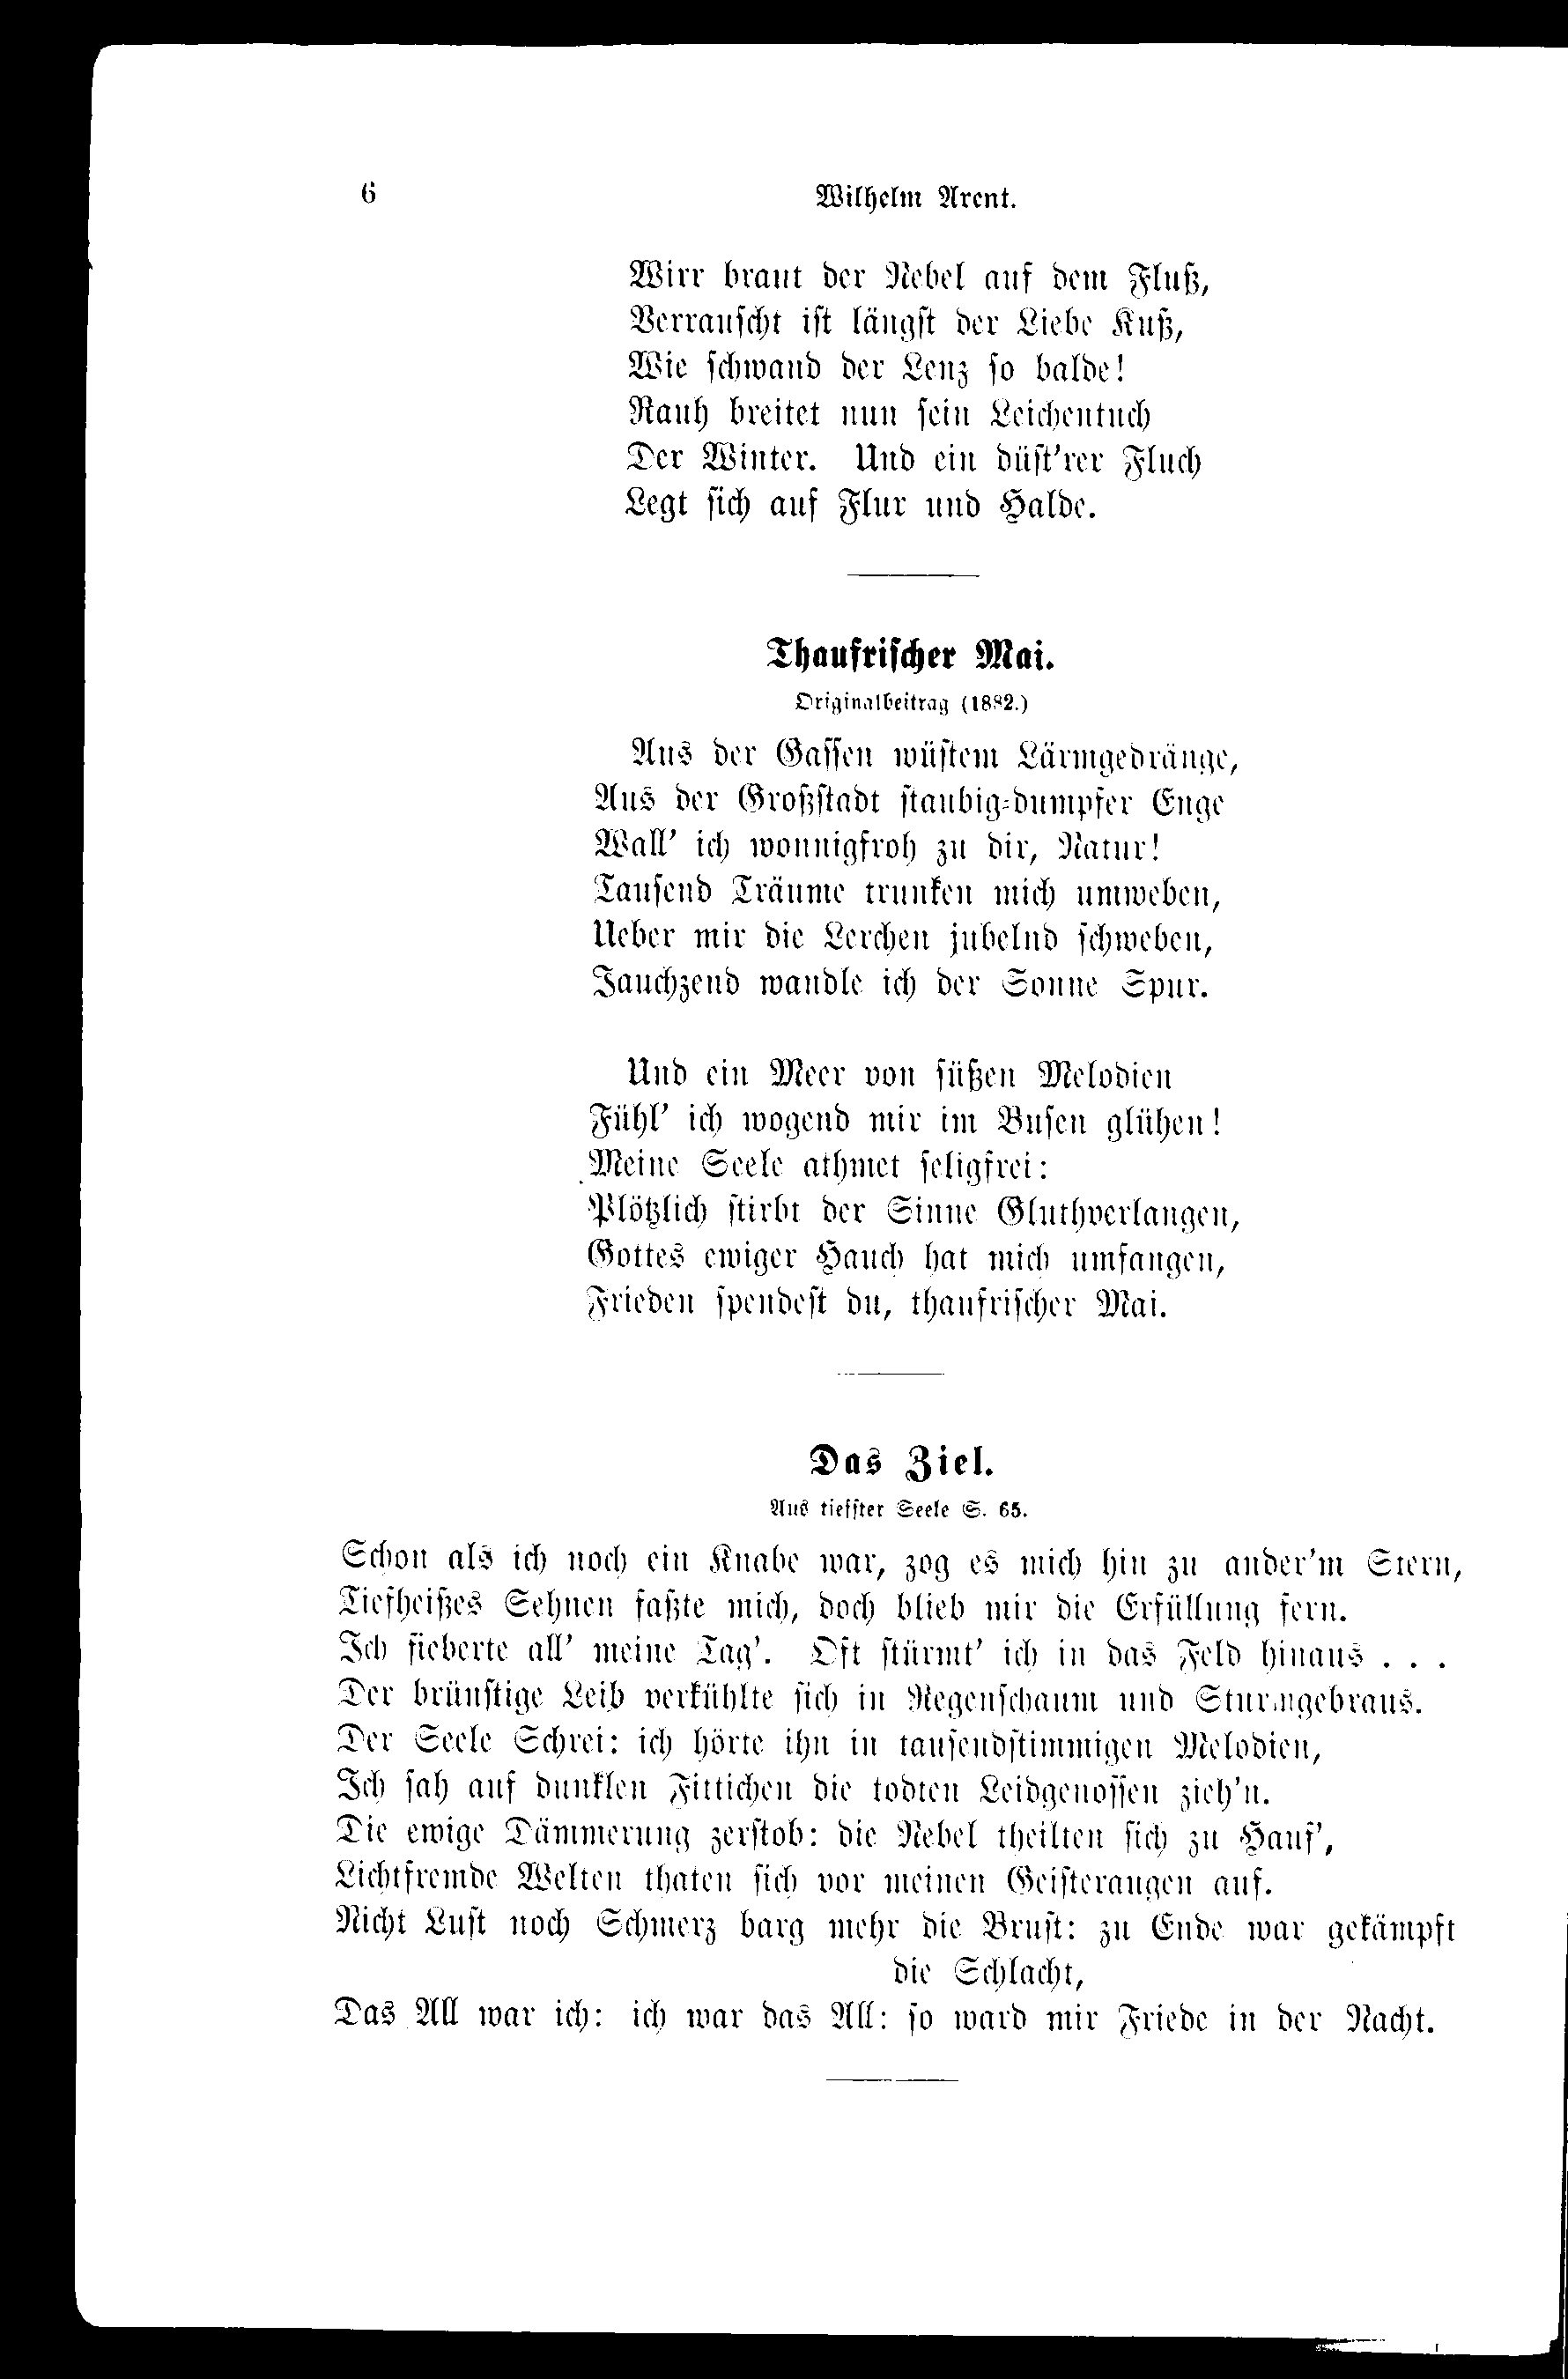 6
Wilhelm Arent.
Wirr braut der Nebel auf dem Fluß,
Verrauscht ist längst der Liebe Kuß,
Wie schwand der Lenz so balde!
Rauh breitet nun sein Leichentuch
Der Winter. Und ein düst'rer Fluch
Legt sich auf Flur und Halde.
Thaufrischer Mai.
Originalbeitrag (1882.)
Aus der Gassen wüstem Lärmgedränge,
Aus der Großstadt staubig-dumpfer Enge
Wall' ich wonnigfroh zu dir, Natur!
Tausend Träume trunken mich umweben,
Ueber mir die Lerchen jubelnd schweben,
Jauchzend wandle ich der Sonne Spur.
Und ein Meer von süßen Melodien
Fühl' ich wogend mir im Busen glühen!
Meine Seele athmet seligfrei:
Plötzlich stirbt der Sinne Gluthverlangen,
Gottes ewiger Hauch hat mich umfangen,
Frieden spendest du, thaufrischer Mai.
Das Ziel.
Aus tiefster Seele S. 65.
Schon als ich noch ein Knabe war, zog es mich hin zu ander'm Stern,
Tiefheißes Sehnen faßte mich, doch blieb mir die Erfüllung fern.
Ich fieberte all' meine Tag'. Oft stürmt' ich in das Feld hinaus . . .
Der brünstige Leib verkühlte sich in Regenschaum und Sturmgebraus.
Der Seele Schrei: ich hörte ihn in tausendstimmigen Melodien,
Ich sah auf dunklen Fittichen die todten Leidgenossen zieh'n.
Die ewige Dämmerung zerstob: die Nebel theilten sich zu Hauf',
Lichtfremde Welten thaten sich vor meinen Geisteraugen auf.
Nicht Lust noch Schmerz barg mehr die Brust: zu Ende war gekämpft
die Schlacht,
Das All war ich: ich war das All: so ward mir Friede in der Nacht.